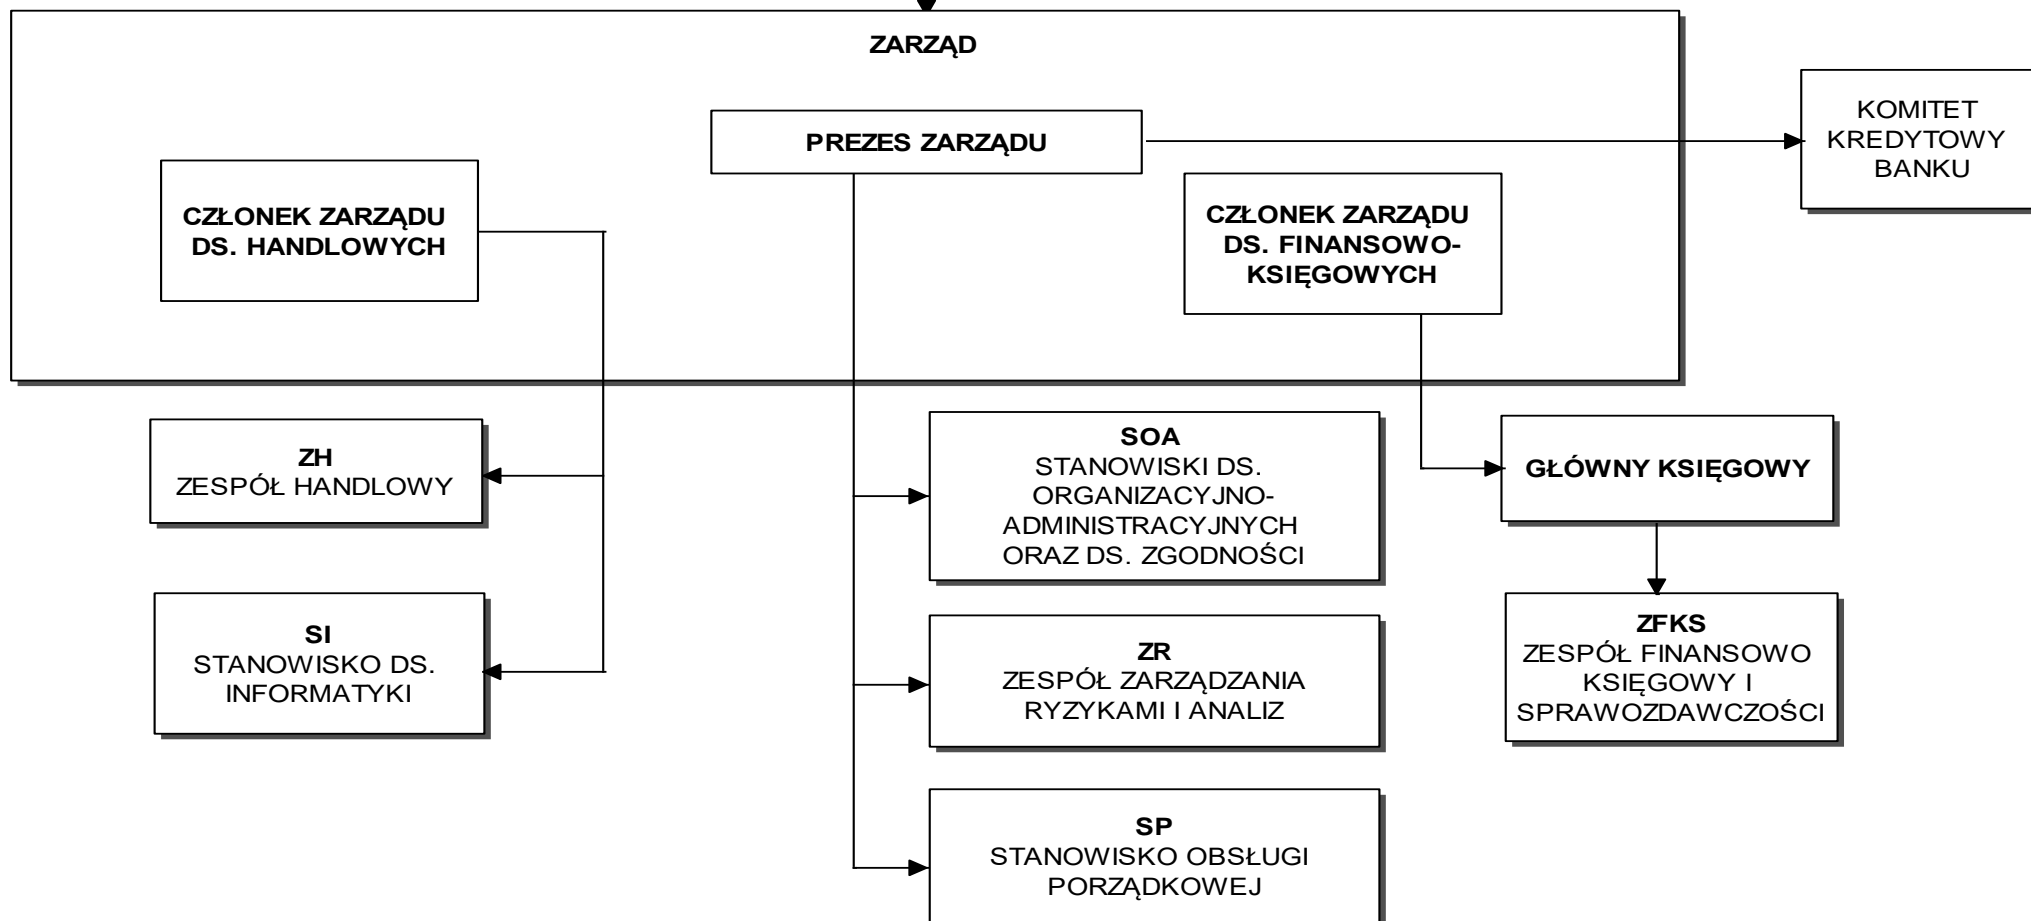 ZARZĄD
PREZES ZARZĄDU
KOMITET
KREDYTOWY
BANKU
CZŁONEK ZARZĄDU
DS. HANDLOWYCH
CZŁONEK ZARZĄDU
DS. FINANSOWO-
KSIĘGOWYCH
ZH
ZESPÓŁ HANDLOWY
SOA
STANOWISKI DS.
ORGANIZACYJNO-
ADMINISTRACYJNYCH
ORAZ DS. ZGODNOŚCI
GŁÓWNY KSIĘGOWY
SI
STANOWISKO DS.
INFORMATYKI
ZR
ZESPÓŁ ZARZĄDZANIA
RYZYKAMI I ANALIZ
ZFKS
ZESPÓŁ FINANSOWO
KSIĘGOWY I
SPRAWOZDAWCZOŚCI
SP
STANOWISKO OBSŁUGI
PORZĄDKOWEJ